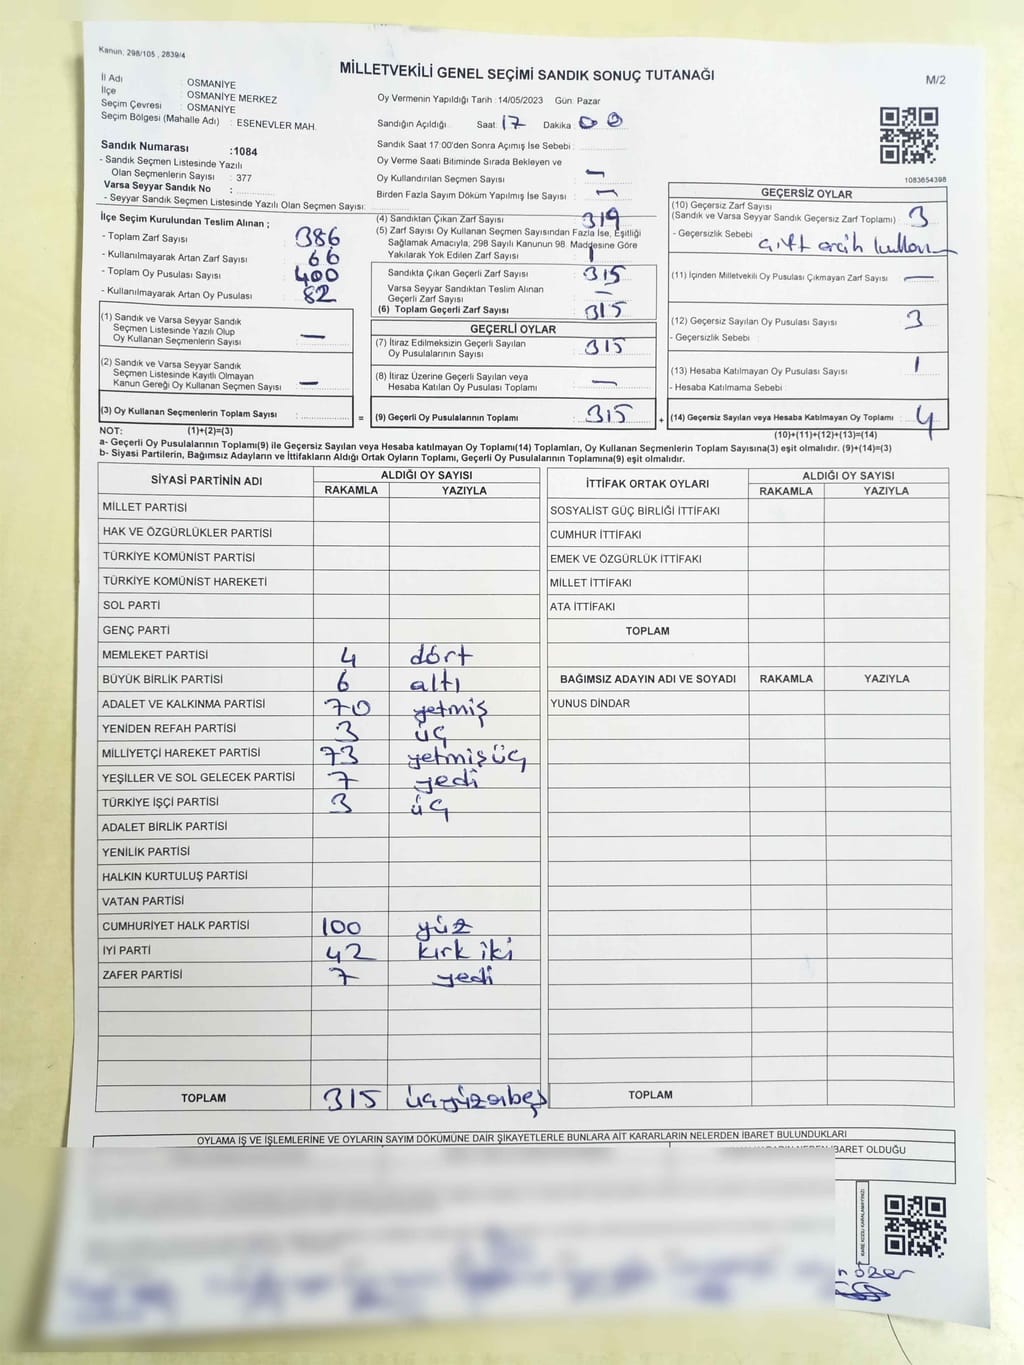 Kanun: 298/105 , 2839/4
MİLLETVEKİLİ GENEL SEÇİMİ SANDIK SONUÇ TUTANAĞI
M/2
İl Adı : OSMANİYE
İlçe : OSMANİYE MERKEZ
Seçim Çevresi : OSMANİYE
Seçim Bölgesi (Mahalle Adı) : ESENEVLER MAH.
Oy Vermenin Yapıldığı Tarih :14/05/2023 Gün: Pazar
Sandığın Açıldığı Saat: 17 Dakika: 00
Sandık Numarası :1084
- Sandık Seçmen Listesinde Yazılı
Olan Seçmenlerin Sayısı : 377
Varsa Seyyar Sandık No :
- Seyyar Sandık Seçmen Listesinde Yazılı Olan Seçmen Sayısı:
Sandık Saat 17 00'den Sonra Açımış İse Sebebi :
Oy Verme Saati Bitiminde Sırada Bekleyen ve
Oy Kullandırılan Seçmen Sayısı : —
Birden Fazla Sayım Döküm Yapılmış İse Sayısı : —
1083654398
İlçe Seçim Kurulundan Teslim Alınan ;
- Toplam Zarf Sayısı : 386
- Kullanılmayarak Artan Zarf Sayısı : 66
- Toplam Oy Pusulası Sayısı : 400
- Kullanılmayarak Artan Oy Pusulası : 82
(1) Sandık ve Varsa Seyyar Sandık
Seçmen Listesinde Yazılı Olup
Oy Kullanan Seçmenlerin Sayısı : —
(2) Sandık ve Varsa Seyyar Sandık
Seçmen Listesinde Kayıtlı Olmayan
Kanun Gereği Oy Kullanan Seçmen Sayısı : —
(3) Oy Kullanan Seçmenlerin Toplam Sayısı : =
(4) Sandıktan Çıkan Zarf Sayısı : 319
(5) Zarf Sayısı Oy Kullanan Seçmen Sayısından Fazla İse, Eşitliği
Sağlamak Amacıyla; 298 Sayılı Kanunun 98. Maddesine Göre
Yakılarak Yok Edilen Zarf Sayısı : 1
Sandıkta Çıkan Geçerli Zarf Sayısı : 315
Varsa Seyyar Sandıktan Teslim Alınan
Geçerli Zarf Sayısı : —
(6) Toplam Geçerli Zarf Sayısı : 315
GEÇERLİ OYLAR
(7) İtiraz Edilmeksizin Geçerli Sayılan
Oy Pusulalarının Sayısı : 315
(8) İtiraz Üzerine Geçerli Sayılan veya
Hesaba Katılan Oy Pusulası Toplamı : —
(9) Geçerli Oy Pusulalarının Toplamı : 315 +
GEÇERSİZ OYLAR
(10) Geçersiz Zarf Sayısı
(Sandık ve Varsa Seyyar Sandık Geçersiz Zarf Toplamı) : 3
- Geçersizlik Sebebi :
(11) İçinden Milletvekili Oy Pusulası Çıkmayan Zarf Sayısı : —
(12) Geçersiz Sayılan Oy Pusulası Sayısı : 3
- Geçersizlik Sebebi :
(13) Hesaba Katılmayan Oy Pusulası Sayısı : 1
- Hesaba Katılmama Sebebi :
(14) Geçersiz Sayılan veya Hesaba Katılmayan Oy Toplamı : 4
NOT: (1)+(2)=(3)
(10)+(11)+(12)+(13)=(14)
a- Geçerli Oy Pusulalarının Toplamı(9) ile Geçersiz Sayılan veya Hesaba katılmayan Oy Toplamı(14) Toplamları, Oy Kullanan Seçmenlerin Toplam Sayısına(3) eşit olmalıdır. (9)+(14)=(3)
b- Siyasi Partilerin, Bağımsız Adayların ve İttifakların Aldığı Ortak Oyların Toplamı, Geçerli Oy Pusulalarının Toplamına(9) eşit olmalıdır.
SİYASİ PARTİNİN ADI ALDIĞI OY SAYISI
RAKAMLA YAZIYLA
MİLLET PARTİSİ
HAK VE ÖZGÜRLÜKLER PARTİSİ
TÜRKİYE KOMÜNİST PARTİSİ
TÜRKİYE KOMÜNİST HAREKETİ
SOL PARTİ
GENÇ PARTİ
MEMLEKET PARTİSİ 4 dört
BÜYÜK BİRLİK PARTİSİ 6 altı
ADALET VE KALKINMA PARTİSİ 70 yetmiş
YENİDEN REFAH PARTİSİ 3 üç
MİLLİYETÇİ HAREKET PARTİSİ 73 yetmişüç
YEŞİLLER VE SOL GELECEK PARTİSİ 7 yedi
TÜRKİYE İŞÇİ PARTİSİ 3 üç
ADALET BİRLİK PARTİSİ
YENİLİK PARTİSİ
HALKIN KURTULUŞ PARTİSİ
VATAN PARTİSİ
CUMHURİYET HALK PARTİSİ 100 yüz
İYİ PARTİ 42 kırk iki
ZAFER PARTİSİ 7 yedi
TOPLAM 315 üçyüzonbeş
İTTİFAK ORTAK OYLARI ALDIĞI OY SAYISI
RAKAMLA YAZIYLA
SOSYALİST GÜÇ BİRLİĞİ İTTİFAKI
CUMHUR İTTİFAKI
EMEK VE ÖZGÜRLÜK İTTİFAKI
MİLLET İTTİFAKI
ATA İTTİFAKI
TOPLAM
BAĞIMSIZ ADAYIN ADI VE SOYADI RAKAMLA YAZIYLA
YUNUS DİNDAR
TOPLAM
OYLAMA İŞ VE İŞLEMLERİNE VE OYLARIN SAYIM DÖKÜMÜNE DAİR ŞİKAYETLERLE BUNLARA AİT KARARLARIN NELERDEN İBARET BULUNDUKLARI
İBARET OLDUĞU
KARE KODU KARALAMAYINIZ!